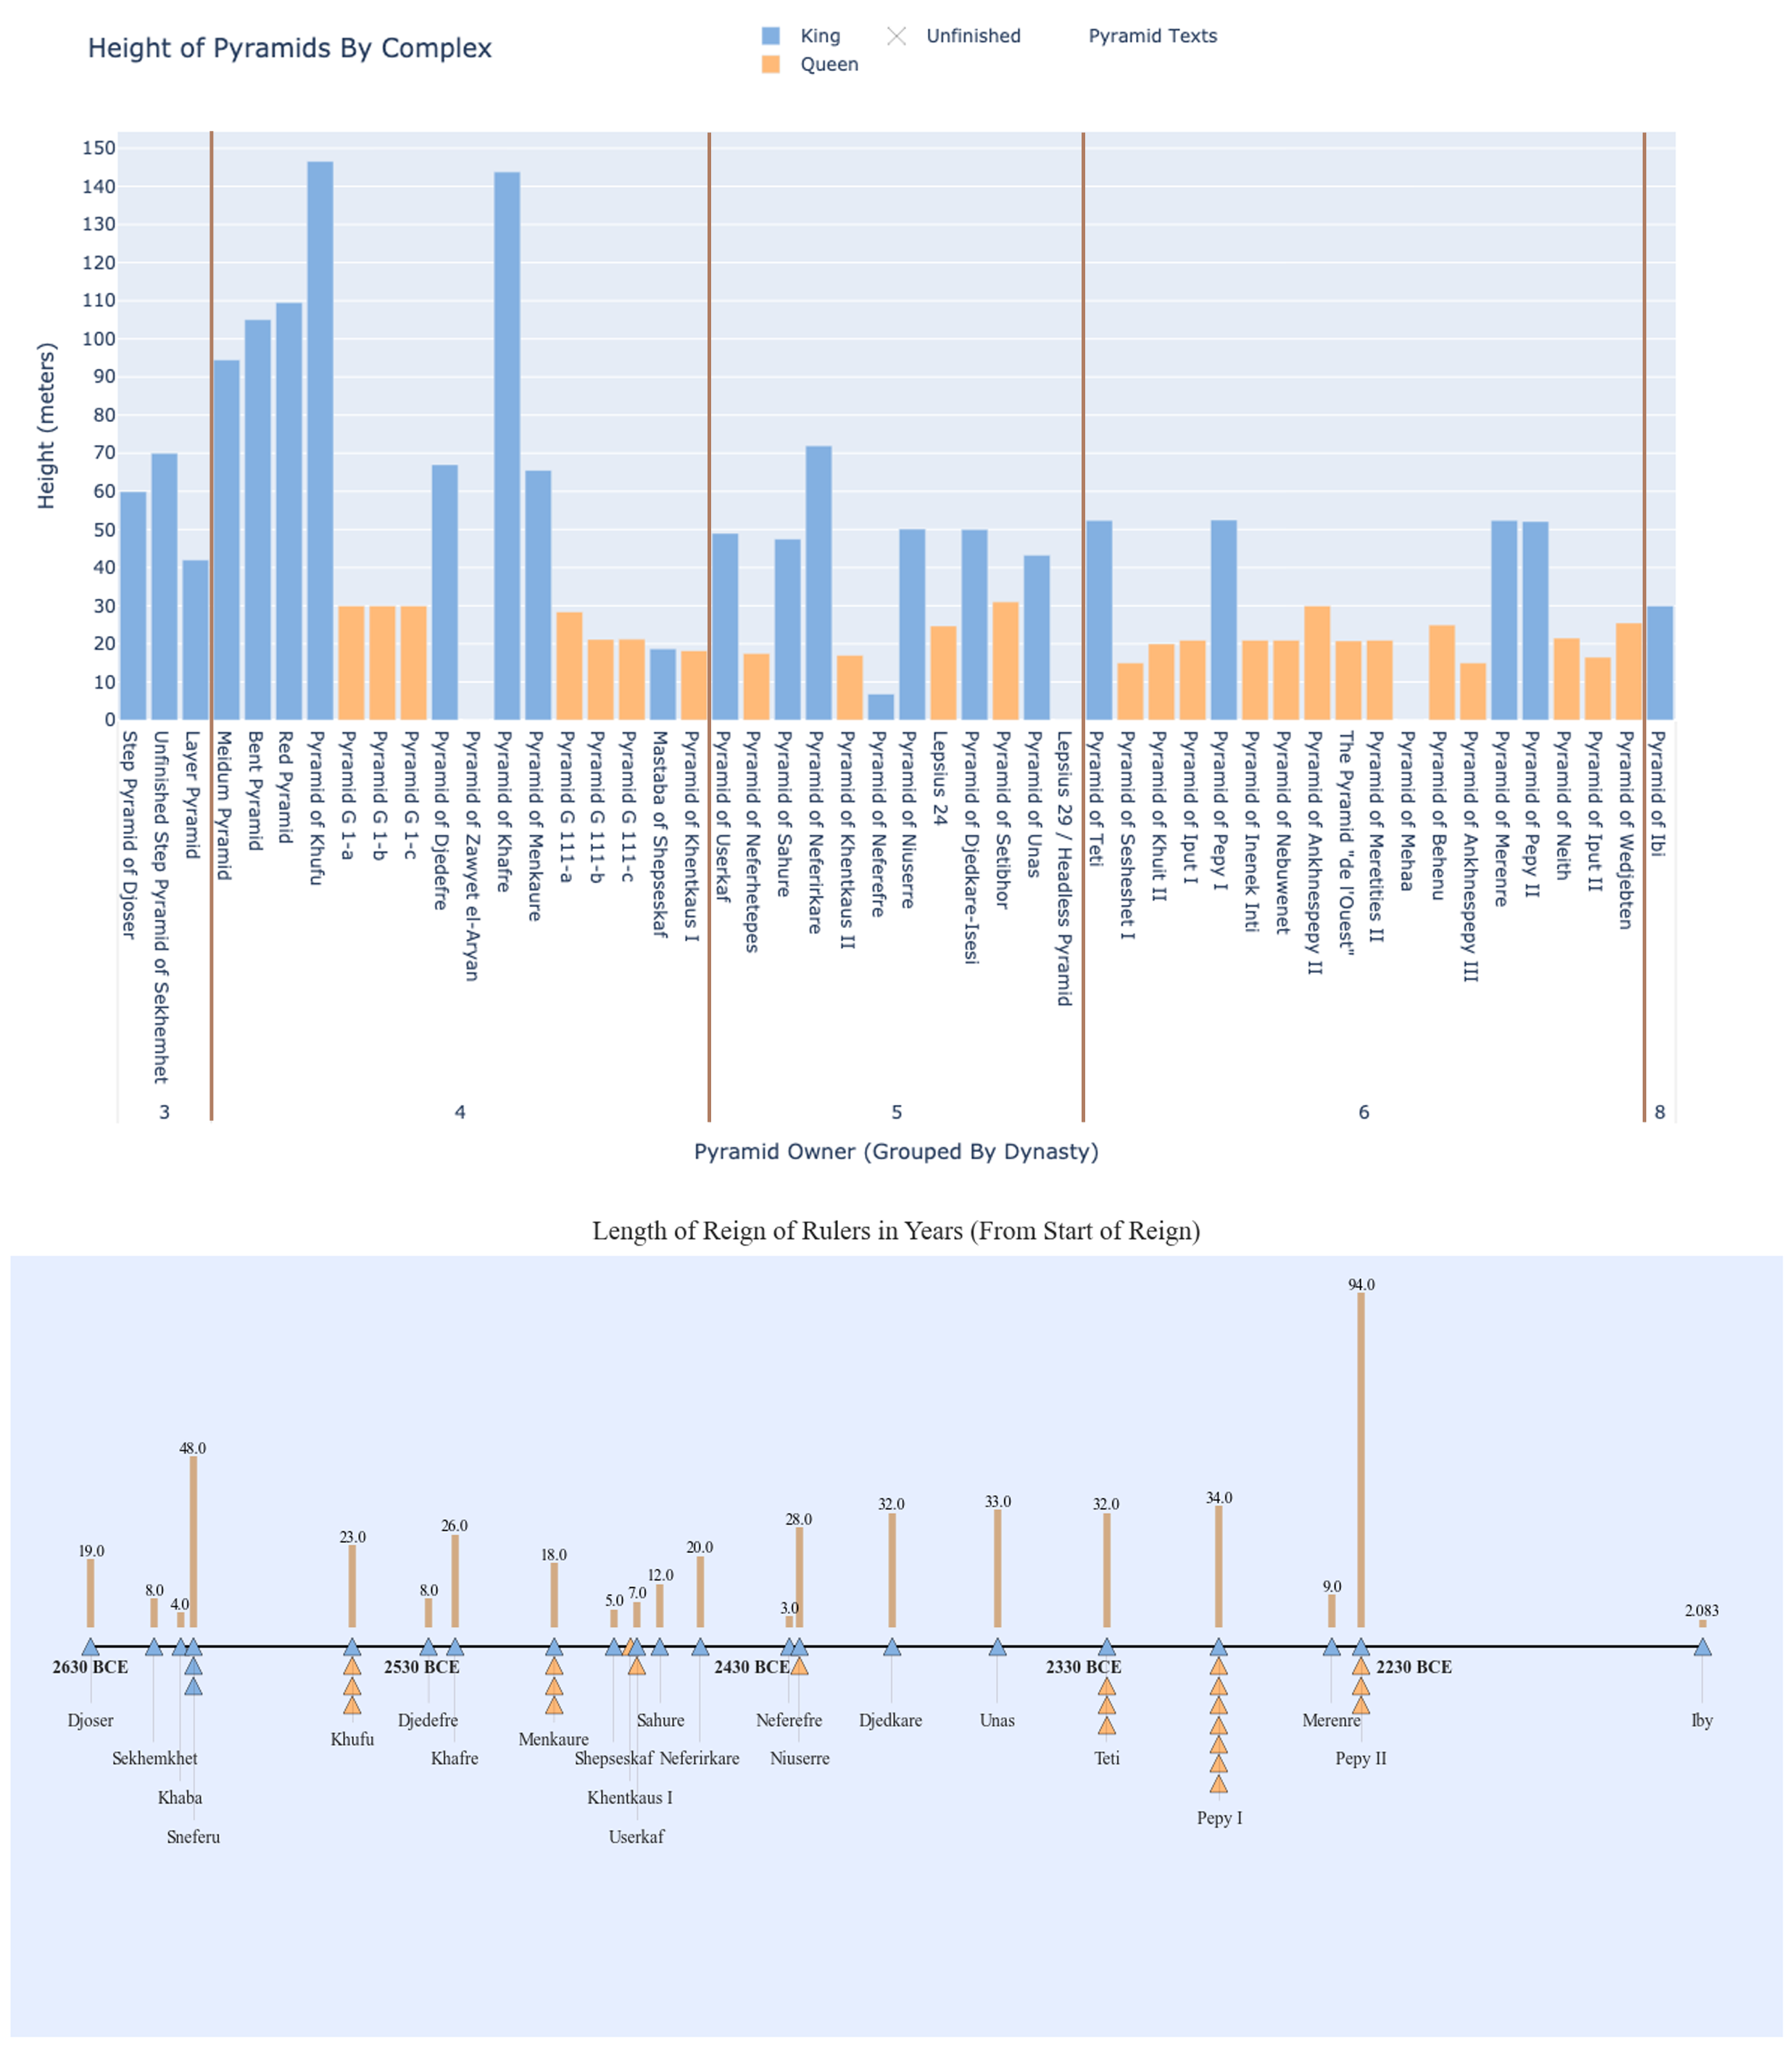 Height of Pyramids By Complex
King
Unfinished
Pyramid Texts
Queen
Height (meters)
150
140
130
120
110
100
90
80
70
60
50
40
30
20
10
0
Step Pyramid of Djoser
Unfinished Step Pyramid of Sekhemhet
Layer Pyramid
Meidum Pyramid
Bent Pyramid
Red Pyramid
Pyramid of Khufu
Pyramid G 1-a
Pyramid G 1-b
Pyramid G 1-c
Pyramid of Djedefre
Pyramid of Zawyet el-Aryan
Pyramid of Khafre
Pyramid of Menkaure
Pyramid G 111-a
Pyramid G 111-b
Pyramid G 111-c
Mastaba of Shepseskaf
Pyramid of Khentkaus I
Pyramid of Userkaf
Pyramid of Neferhetepes
Pyramid of Sahure
Pyramid of Neferirkare
Pyramid of Khentkaus II
Pyramid of Neferefre
Pyramid of Niuserre
Lepsius 24
Pyramid of Djedkare-Isesi
Pyramid of Setibhor
Pyramid of Unas
Lepsius 29 / Headless Pyramid
Pyramid of Teti
Pyramid of Sesheshet I
Pyramid of Khuit II
Pyramid of Iput I
Pyramid of Pepy I
Pyramid of Inenek Inti
Pyramid of Nebuwenet
Pyramid of Ankhnespepy II
The Pyramid "de l’Ouest"
Pyramid of Meretities II
Pyramid of Mehaa
Pyramid of Behenu
Pyramid of Ankhnespepy III
Pyramid of Merenre
Pyramid of Pepy II
Pyramid of Neith
Pyramid of Iput II
Pyramid of Wedjebten
Pyramid of Ibi
3
4
5
6
8
Pyramid Owner (Grouped By Dynasty)
Length of Reign of Rulers in Years (From Start of Reign)
19.0
8.0
4.0
48.0
23.0
8.0
26.0
18.0
5.0
7.0
12.0
20.0
3.0
28.0
32.0
33.0
32.0
34.0
9.0
94.0
2.083
2630 BCE
2530 BCE
2430 BCE
2330 BCE
2230 BCE
Djoser
Sekhemkhet
Khaba
Sneferu
Khufu
Djedefre
Khafre
Menkaure
Shepseskaf
Khentkaus I
Userkaf
Sahure
Neferirkare
Neferefre
Niuserre
Djedkare
Unas
Teti
Pepy I
Merenre
Pepy II
Iby